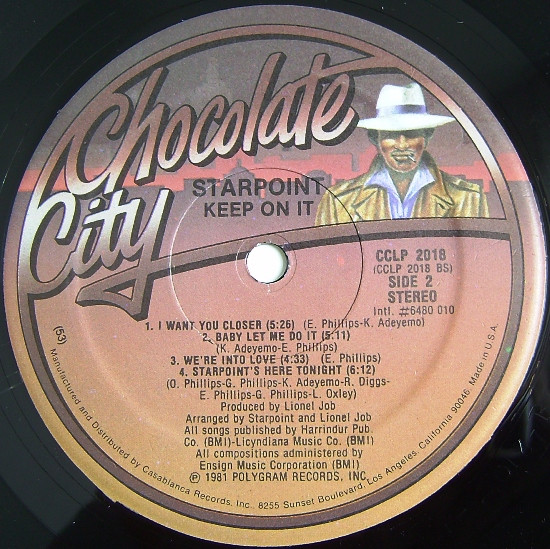 Chocolate
City
STARPOINT
KEEP ON IT
CCLP 2018
(CCLP 2018 BS)
SIDE 2
STEREO
Intl. #6480 010
1. I WANT YOU CLOSER (5:26) (E. Phillips-K. Adeyemo)
2. BABY LET ME DO IT (5:11)
(K. Adeyemo-E. Phillips)
3. WE'RE INTO LOVE (4:33) (E. Phillips)
4. STARPOINT'S HERE TONIGHT (6:12)
(O. Phillips-G. Phillips-K. Adeyemo-R. Diggs-
E. Phillips-G. Phillips-L. Oxley)
Produced by Lionel Job
Arranged by Starpoint and Lionel Job
All songs published by Harrindur Pub.
Co. (BMI)-Licyndiana Music Co. (BMI)
All compositions administered by
Ensign Music Corporation (BMI)
℗ 1981 POLYGRAM RECORDS, INC.
(53)
Manufactured and Distributed by Casablanca Records, Inc., 8255 Sunset Boulevard, Los Angeles, California 90046. Made in U.S.A.